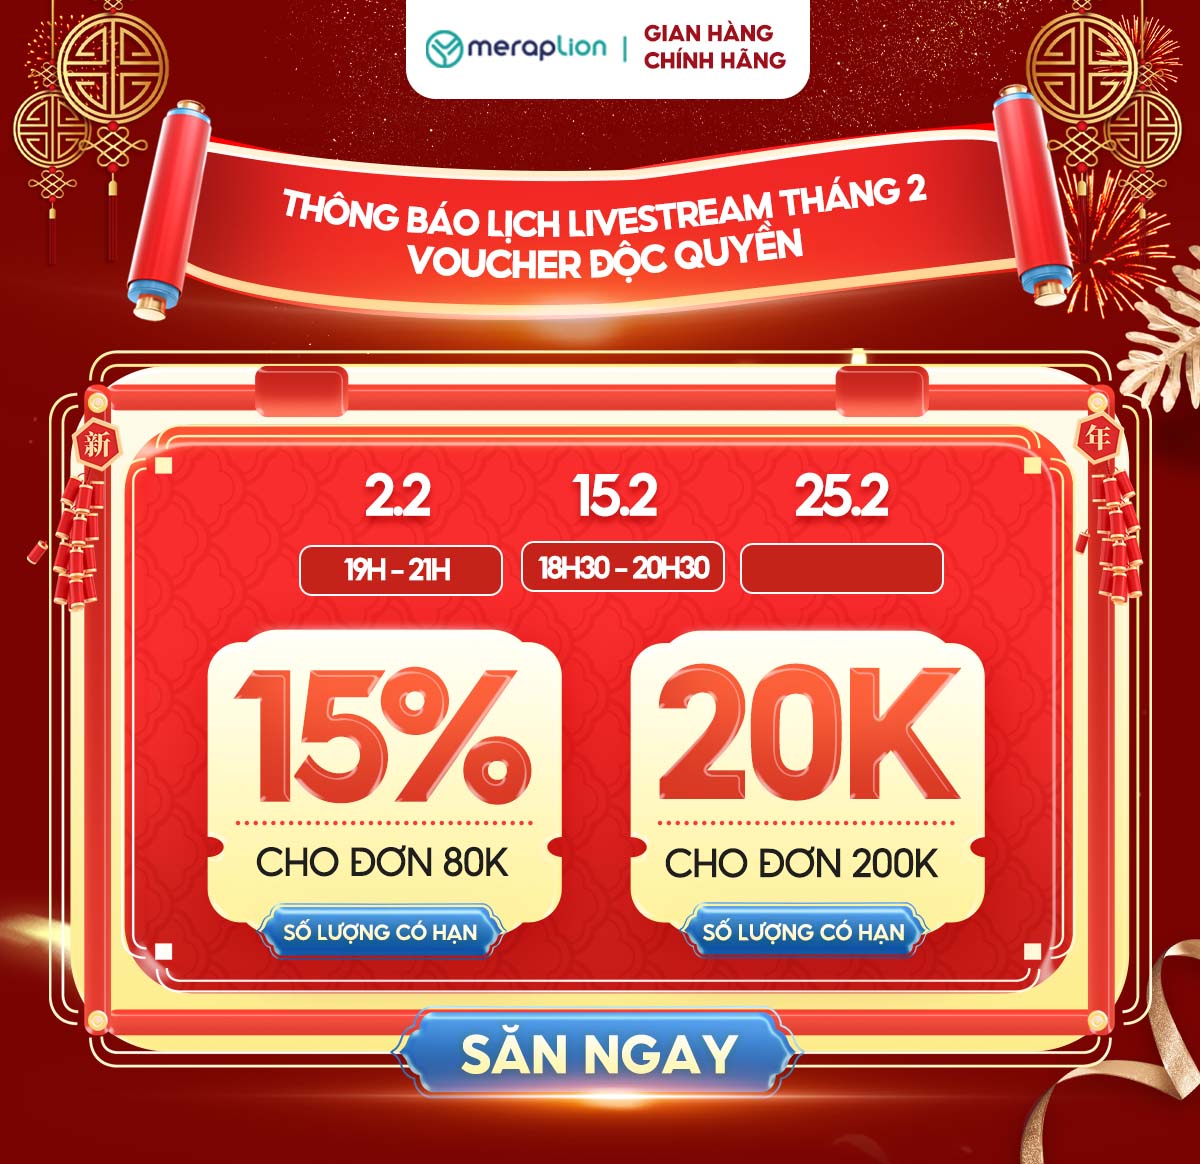 meraplion
GIAN HÀNG
CHÍNH HÃNG
THÔNG BÁO LỊCH LIVESTREAM THÁNG 2
VOUCHER ĐỘC QUYỀN
新
年
2.2
15.2
25.2
19H - 21H
18H30 - 20H30
15%
CHO ĐƠN 80K
SỐ LƯỢNG CÓ HẠN
20K
CHO ĐƠN 200K
SỐ LƯỢNG CÓ HẠN
SĂN NGAY